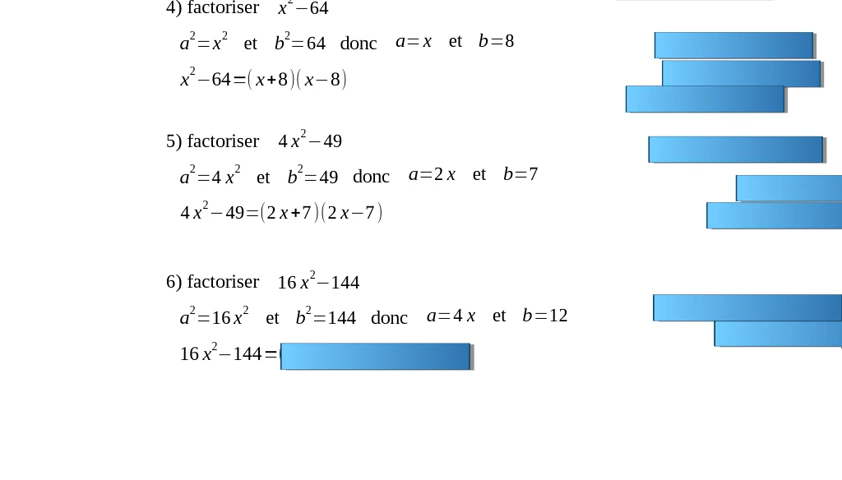 4) factoriser x²−64
a²=x² et b²=64 donc a=x et b=8
x²−64=(x+8)(x−8)
5) factoriser 4x²−49
a²=4x² et b²=49 donc a=2x et b=7
4x²−49=(2x+7)(2x−7)
6) factoriser 16x²−144
a²=16x² et b²=144 donc a=4x et b=12
16x²−144=(